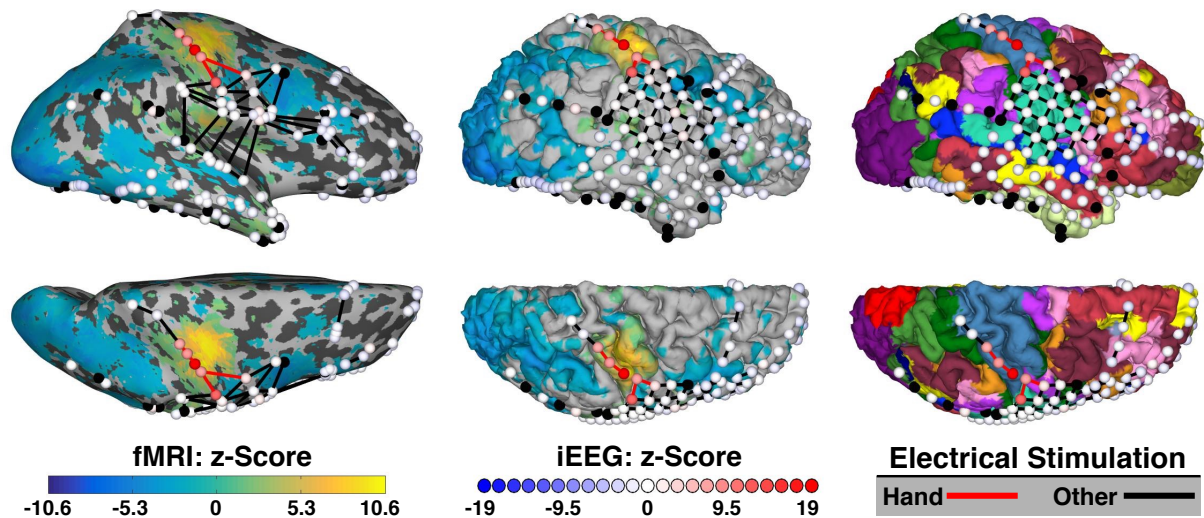 fMRI: z-Score
-10.6 -5.3 0 5.3 10.6
iEEG: z-Score
-19 -9.5 0 9.5 19
Electrical Stimulation
Hand Other